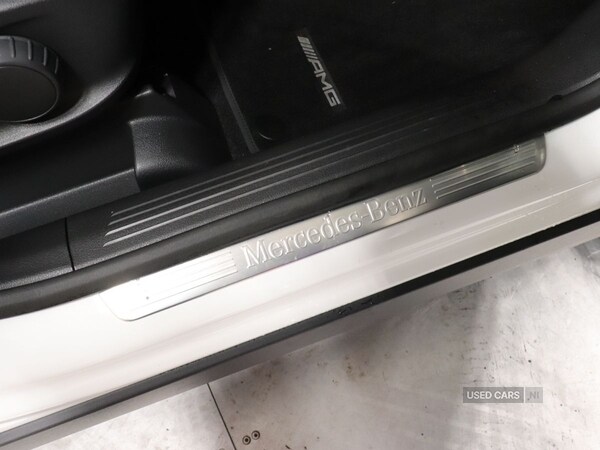 AMG
Mercedes-Benz
USED CARS NI